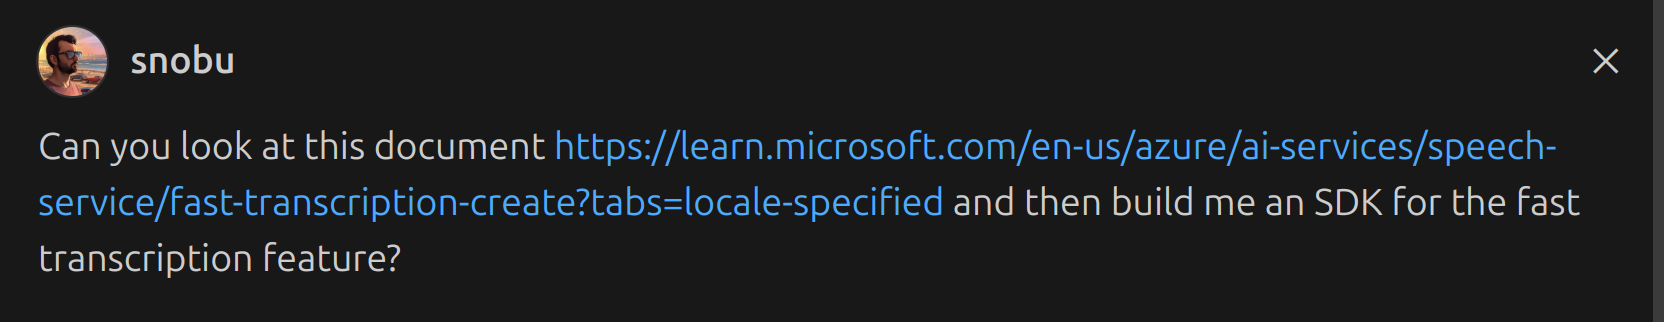 snobu
Can you look at this document https://learn.microsoft.com/en-us/azure/ai-services/speech-
service/fast-transcription-create?tabs=locale-specified and then build me an SDK for the fast
transcription feature?